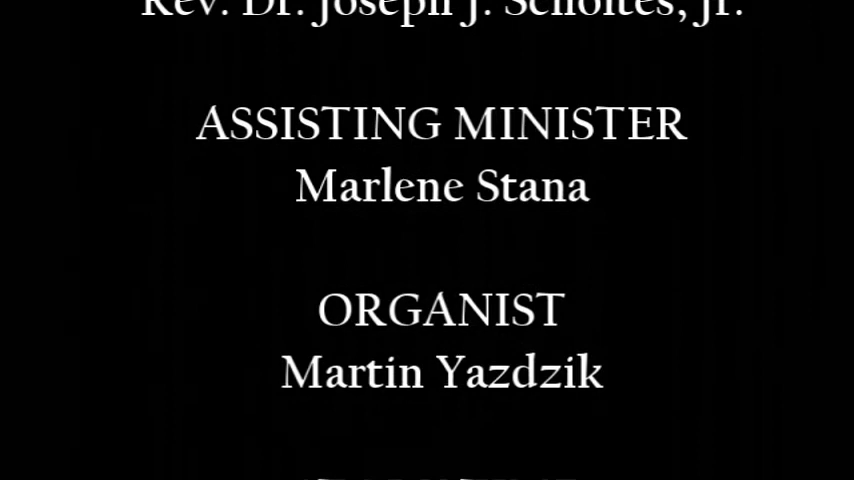 Rev. Dr. Joseph J. Scholtes, Jr.
ASSISTING MINISTER
Marlene Stana
ORGANIST
Martin Yazdzik